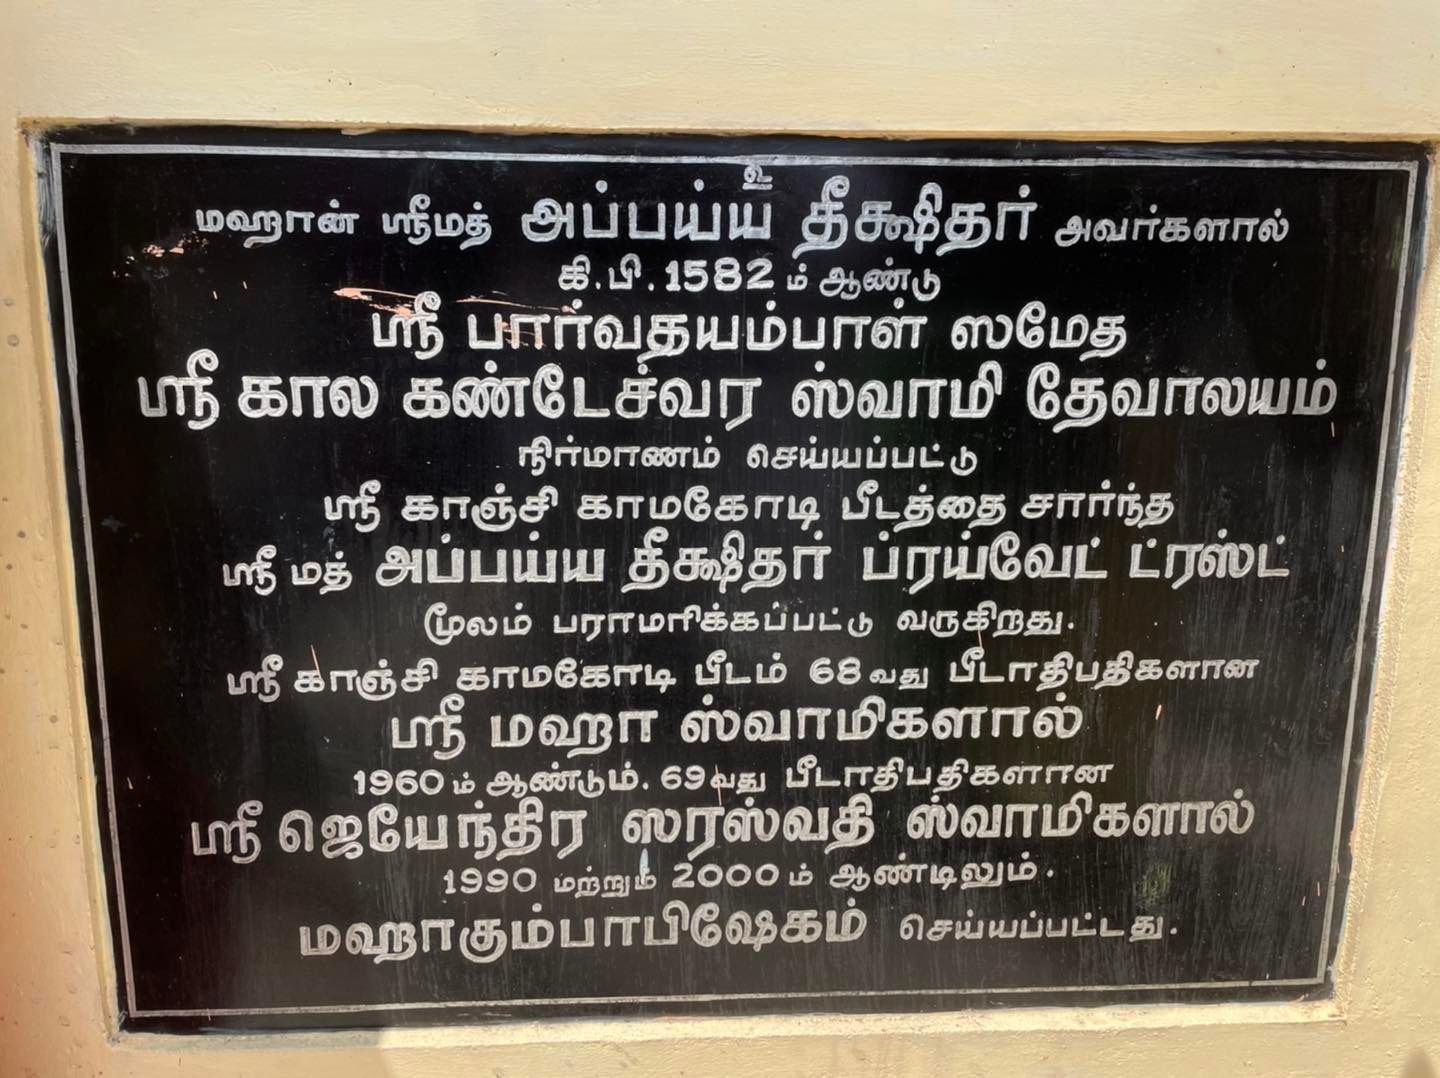 உ
மஹான் ஸ்ரீமத் அப்பய்ய தீக்ஷிதர் அவர்களால்
கி.பி.1582ம் ஆண்டு
ஸ்ரீ பார்வதயம்பாள் ஸமேத
ஸ்ரீ கால கண்டேச்வர ஸ்வாமி தேவாலயம்
நிர்மாணம் செய்யப்பட்டு
ஸ்ரீ காஞ்சி காமகோடி பீடத்தை சார்ந்த
ஸ்ரீ மத் அப்பய்ய தீக்ஷிதர் ப்ரய்வேட் ட்ரஸ்ட்
மூலம் பராமரிக்கப்பட்டு வருகிறது.
ஸ்ரீ காஞ்சி காமகோடி பீடம் 68வது பீடாதிபதிகளான
ஸ்ரீ மஹா ஸ்வாமிகளால்
1960ம் ஆண்டும். 69வது பீடாதிபதிகளான
ஸ்ரீ ஜெயேந்திர ஸரஸ்வதி ஸ்வாமிகளால்
1990 மற்றும் 2000ம் ஆண்டிலும்.
மஹாகும்பாபிஷேகம் செய்யப்பட்டது.